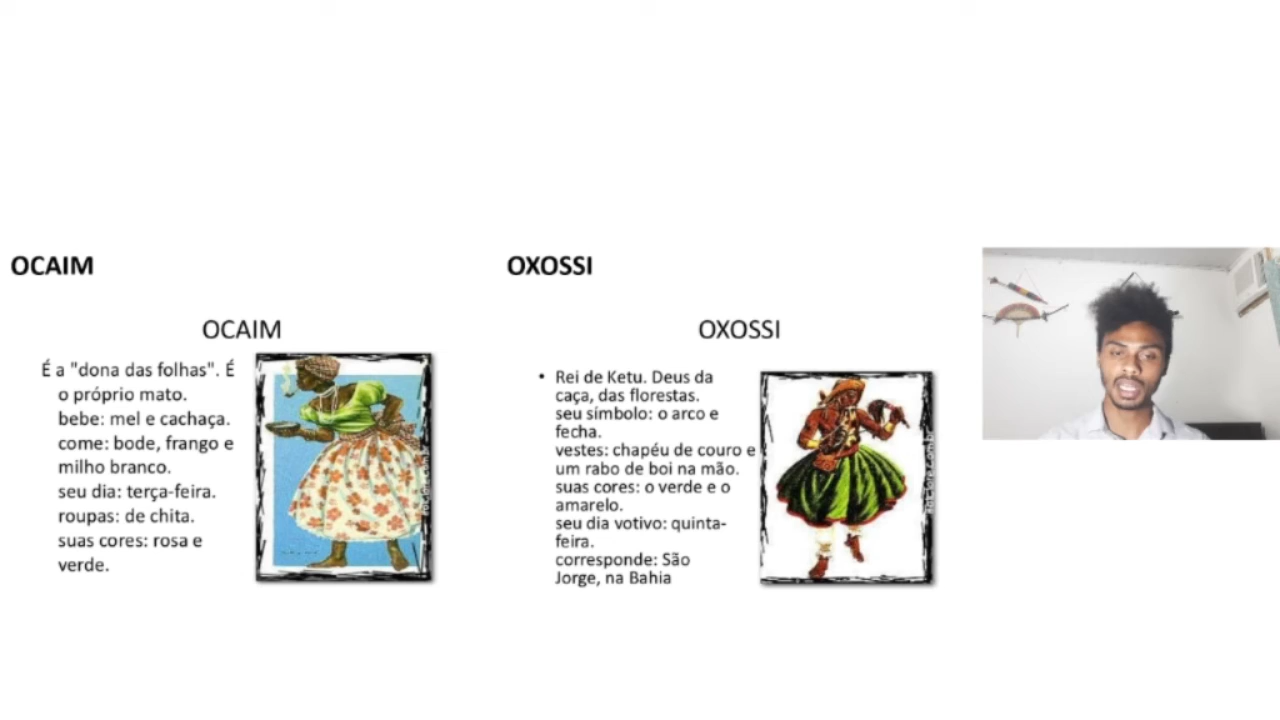 OCAIM
OCAIM
É a "dona das folhas". É
o próprio mato.
bebe: mel e cachaça.
come: bode, frango e
milho branco.
seu dia: terça-feira.
roupas: de chita.
suas cores: rosa e
verde.
OXOSSI
OXOSSI
• Rei de Ketu. Deus da
caça, das florestas.
seu símbolo: o arco e
fecha.
vestes: chapéu de couro e
um rabo de boi na mão.
suas cores: o verde e o
amarelo.
seu dia votivo: quinta-
feira.
corresponde: São
Jorge, na Bahia